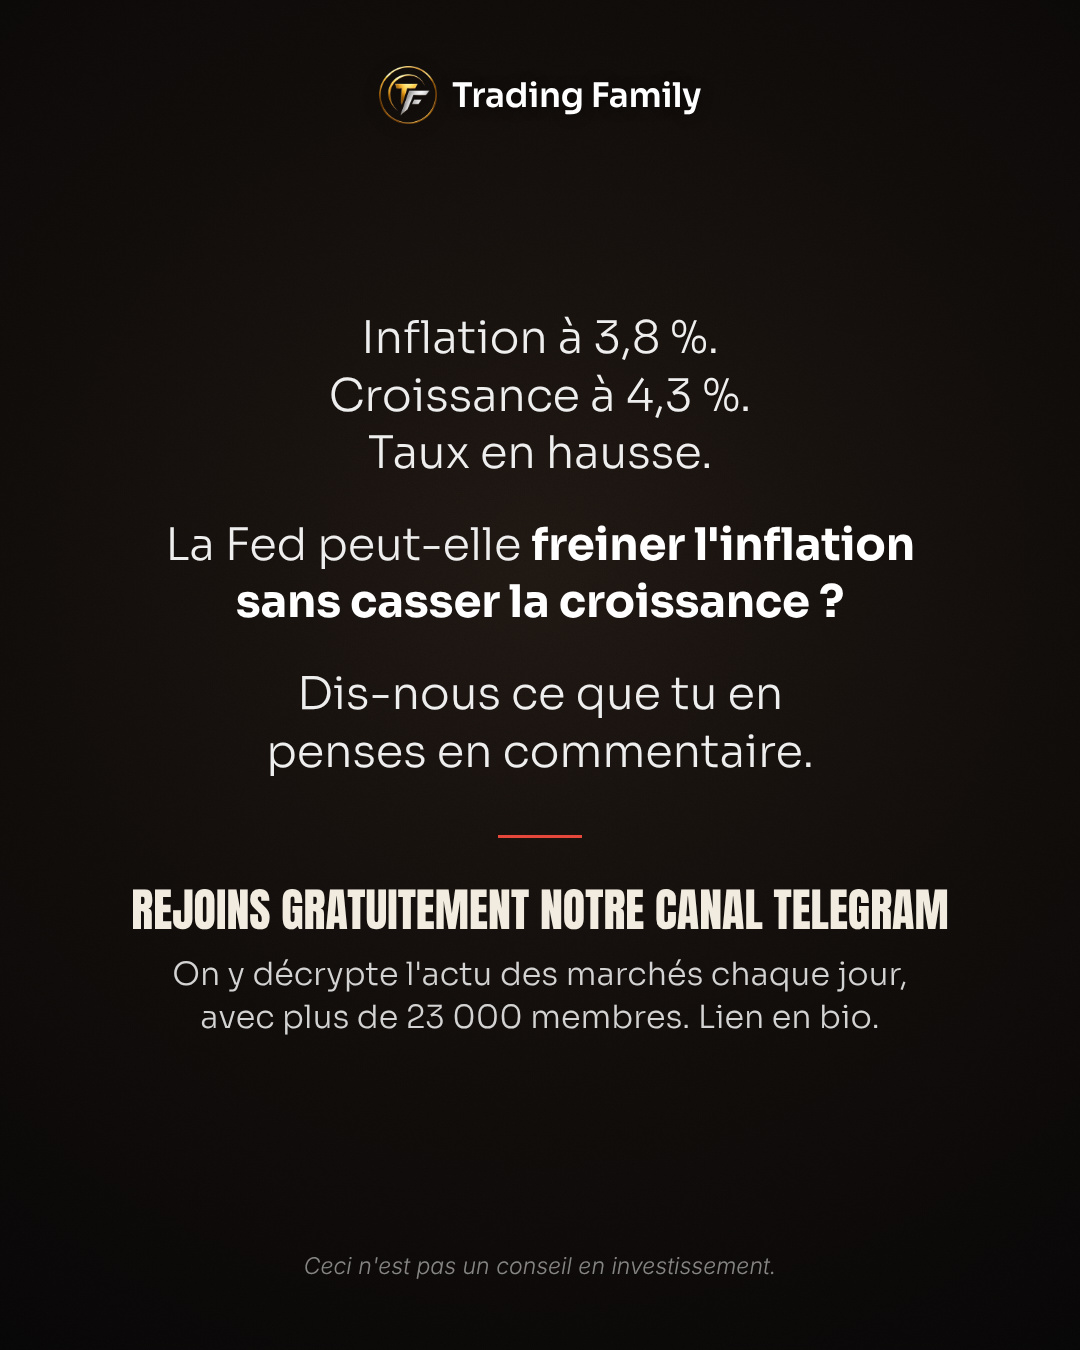 TF Trading Family
Inflation à 3,8 %.
Croissance à 4,3 %.
Taux en hausse.
La Fed peut-elle freiner l'inflation
sans casser la croissance ?
Dis-nous ce que tu en
penses en commentaire.
REJOINS GRATUITEMENT NOTRE CANAL TELEGRAM
On y décrypte l'actu des marchés chaque jour,
avec plus de 23 000 membres. Lien en bio.
Ceci n'est pas un conseil en investissement.